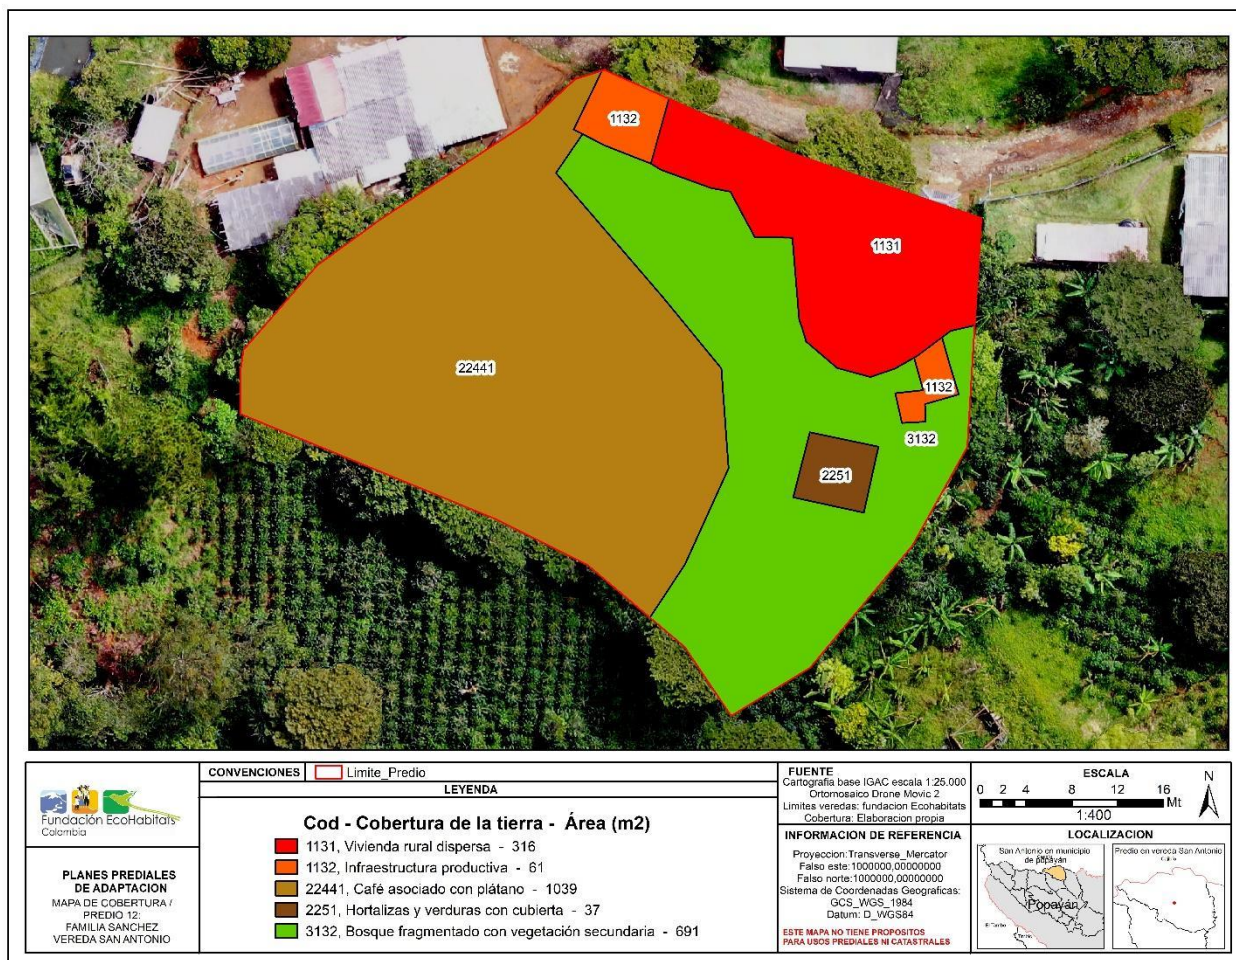 1132
1131
22441
1132
3132
2251
Fundación EcoHabitats
Colombia
PLANES PREDIALES
DE ADAPTACION
MAPA DE COBERTURA /
PREDIO 12:
FAMILIA SANCHEZ
VEREDA SAN ANTONIO
CONVENCIONES
Limite_Predio
LEYENDA
Cod - Cobertura de la tierra - Área (m2)
1131, Vivienda rural dispersa - 316
1132, Infraestructura productiva - 61
22441, Café asociado con plátano - 1039
2251, Hortalizas y verduras con cubierta - 37
3132, Bosque fragmentado con vegetación secundaria - 691
FUENTE
Cartografia base IGAC escala 1:25.000
Ortomosaico Drone Movic 2
Limites veredas: fundacion Ecohabitats
Cobertura: Elaboracion propia
INFORMACION DE REFERENCIA
Proyeccion:Transverse_Mercator
Falso este:1000000,00000000
Falso norte:1000000,00000000
Sistema de Coordenadas Geograficas:
GCS_WGS_1984
Datum: D_WGS84
ESTE MAPA NO TIENE PROPOSITOS
PARA USOS PREDIALES NI CATASTRALES
ESCALA
N
0 2 4 8 12 16
Mt
1:400
LOCALIZACION
San Antonio en municipio
de popayán
Popayán
El Tambo
Predio en vereda San Antonio